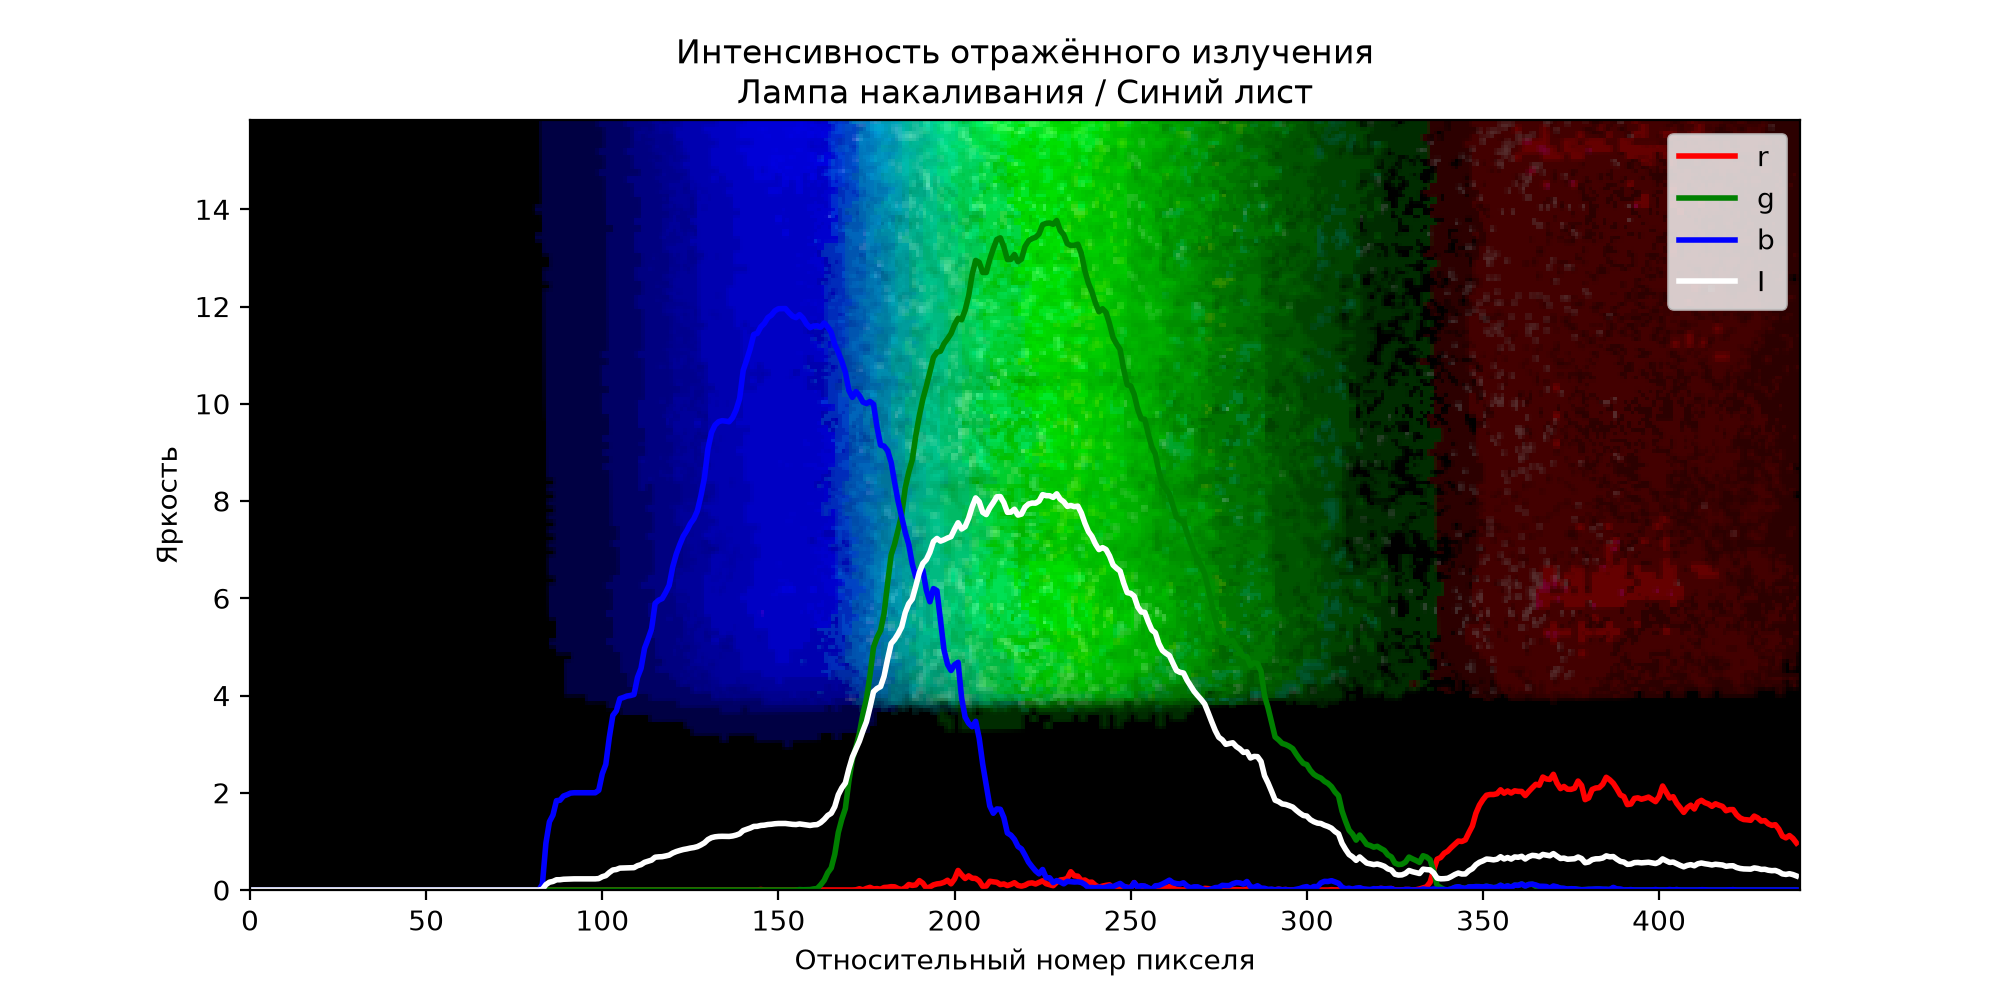 Интенсивность отражённого излучения
Лампа накаливания / Синий лист
r
g
b
l
Яркость
14
12
10
8
6
4
2
0
0 50 100 150 200 250 300 350 400
Относительный номер пикселя